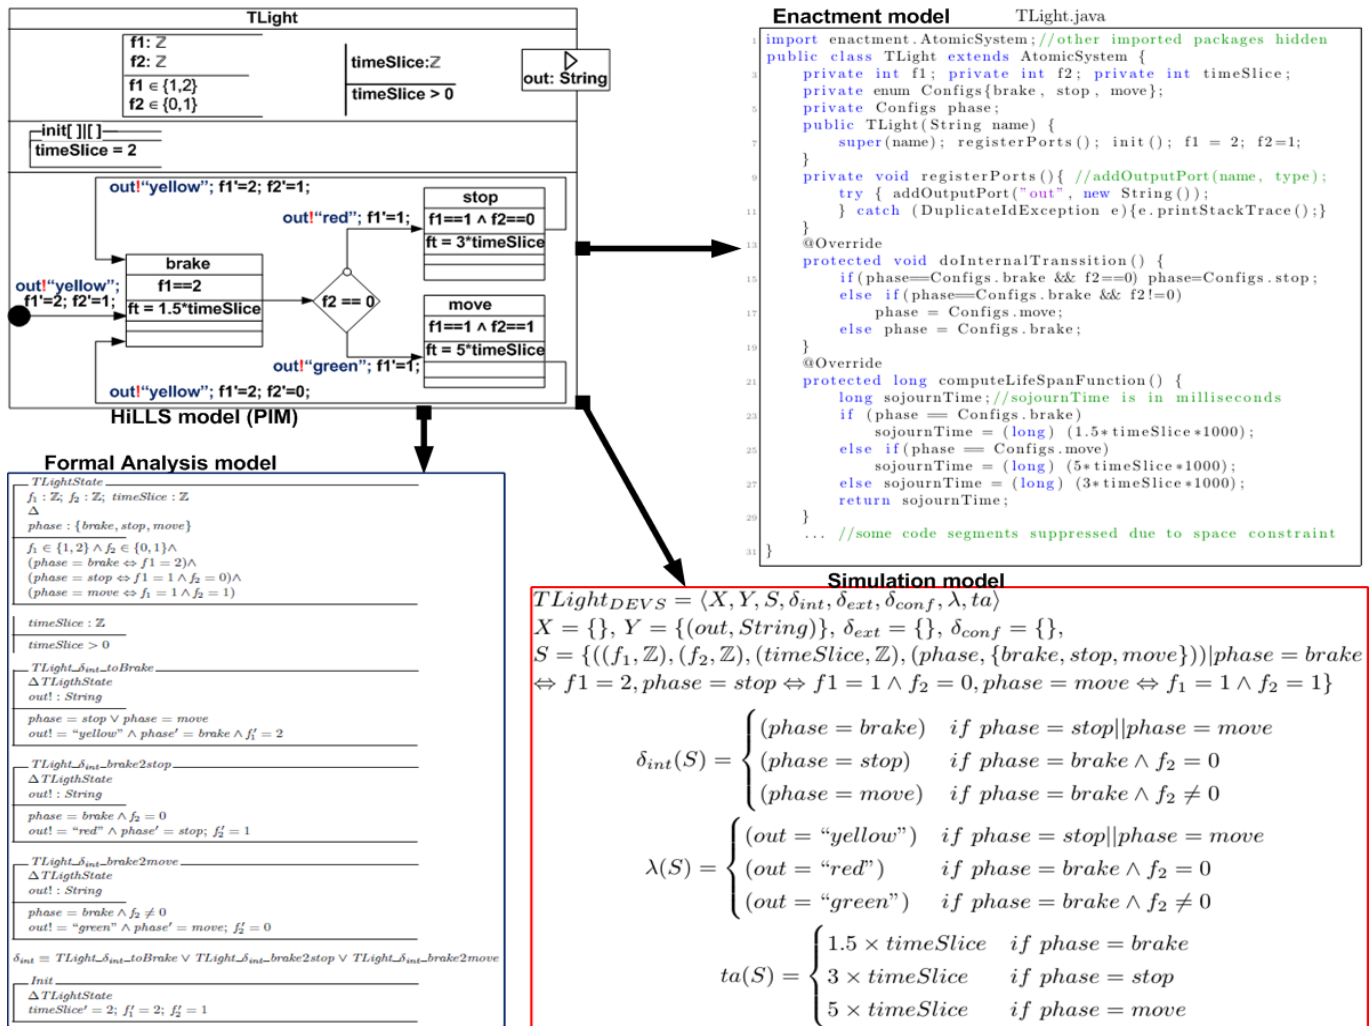 TLight
f1: ℤ
f2: ℤ
f1 ∈ {1,2}
f2 ∈ {0,1}
timeSlice:ℤ
timeSlice > 0
out: String
init[ ]|[ ]
timeSlice = 2
out!“yellow”; f1'=2; f2'=1;
stop
f1==1 ∧ f2==0
ft = 3*timeSlice
out!“red”; f1'=1;
brake
f1==2
ft = 1.5*timeSlice
out!“yellow”;
f1'=2; f2'=1;
f2 == 0
move
f1==1 ∧ f2==1
ft = 5*timeSlice
out!“green”; f1'=1;
out!“yellow”; f1'=2; f2'=0;
HiLLS model (PIM)
Enactment model
TLight.java
1 import enactment.AtomicSystem;//other imported packages hidden
public class TLight extends AtomicSystem {
3 private int f1; private int f2; private int timeSlice;
private enum Configs{brake, stop, move};
5 private Configs phase;
public TLight(String name) {
7 super(name); registerPorts(); init(); f1 = 2; f2=1;
}
9 private void registerPorts(){ //addOutputPort(name, type);
try { addOutputPort("out", new String());
11 } catch (DuplicateIdException e){e.printStackTrace();}
}
13 @Override
protected void doInternalTranssition() {
15 if(phase==Configs.brake && f2==0) phase=Configs.stop;
else if(phase==Configs.brake && f2!=0)
17 phase = Configs.move;
else phase = Configs.brake;
19 }
@Override
21 protected long computeLifeSpanFunction() {
long sojournTime;//sojournTime is in milliseconds
23 if (phase == Configs.brake)
sojournTime = (long) (1.5*timeSlice*1000);
25 else if(phase == Configs.move)
sojournTime = (long) (5*timeSlice*1000);
27 else sojournTime = (long) (3*timeSlice*1000);
return sojournTime;
29 }
... //some code segments suppressed due to space constraint
31 }
Formal Analysis model
TLightState
f₁ : ℤ; f₂ : ℤ; timeSlice : ℤ
Δ
phase : {brake, stop, move}
f₁ ∈ {1, 2} ∧ f₂ ∈ {0, 1}∧
(phase = brake ⇔ f1 = 2)∧
(phase = stop ⇔ f1 = 1 ∧ f₂ = 0)∧
(phase = move ⇔ f₁ = 1 ∧ f₂ = 1)
timeSlice : ℤ
timeSlice > 0
TLight_δint_toBrake
ΔTLigthState
out! : String
phase = stop ∨ phase = move
out! = “yellow” ∧ phase′ = brake ∧ f₁′ = 2
TLight_δint_brake2stop
ΔTLigthState
out! : String
phase = brake ∧ f₂ = 0
out! = “red” ∧ phase′ = stop; f₂′ = 1
TLight_δint_brake2move
ΔTLigthState
out! : String
phase = brake ∧ f₂ ≠ 0
out! = “green” ∧ phase′ = move; f₂′ = 0
δint ≡ TLight_δint_toBrake ∨ TLight_δint_brake2stop ∨ TLight_δint_brake2move
Init
ΔTLightState
timeSlice′ = 2; f₁′ = 2; f₂′ = 1
Simulation model
TLightDEVS = ⟨X, Y, S, δint, δext, δconf, λ, ta⟩
X = {}, Y = {(out, String)}, δext = {}, δconf = {},
S = {((f₁, ℤ), (f₂, ℤ), (timeSlice, ℤ), (phase, {brake, stop, move}))|phase = brake
⇔ f1 = 2, phase = stop ⇔ f1 = 1 ∧ f₂ = 0, phase = move ⇔ f₁ = 1 ∧ f₂ = 1}
(phase = brake) if phase = stop||phase = move
δint(S) = { (phase = stop) if phase = brake ∧ f₂ = 0
(phase = move) if phase = brake ∧ f₂ ≠ 0
(out = “yellow”) if phase = stop||phase = move
λ(S) = { (out = “red”) if phase = brake ∧ f₂ = 0
(out = “green”) if phase = brake ∧ f₂ ≠ 0
1.5 × timeSlice if phase = brake
ta(S) = { 3 × timeSlice if phase = stop
5 × timeSlice if phase = move